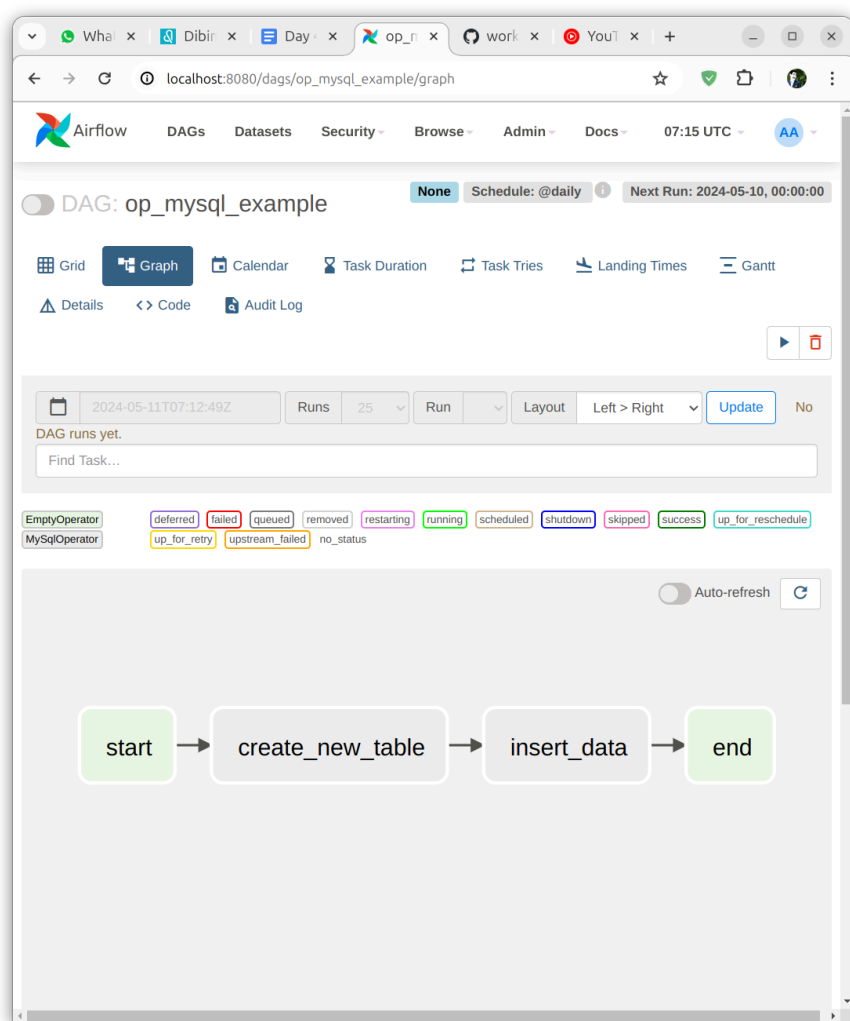 Whal
Dibir
Day
op_n
work
YouT
localhost:8080/dags/op_mysql_example/graph
Airflow DAGs Datasets Security Browse Admin Docs 07:15 UTC AA
None Schedule: @daily Next Run: 2024-05-10, 00:00:00
DAG: op_mysql_example
Grid Graph Calendar Task Duration Task Tries Landing Times Gantt
Details Code Audit Log
2024-05-11T07:12:49Z Runs 25 Run Layout Left > Right Update No
DAG runs yet.
Find Task…
EmptyOperator deferred failed queued removed restarting running scheduled shutdown skipped success up_for_reschedule
MySqlOperator up_for_retry upstream_failed no_status
Auto-refresh
start create_new_table insert_data end